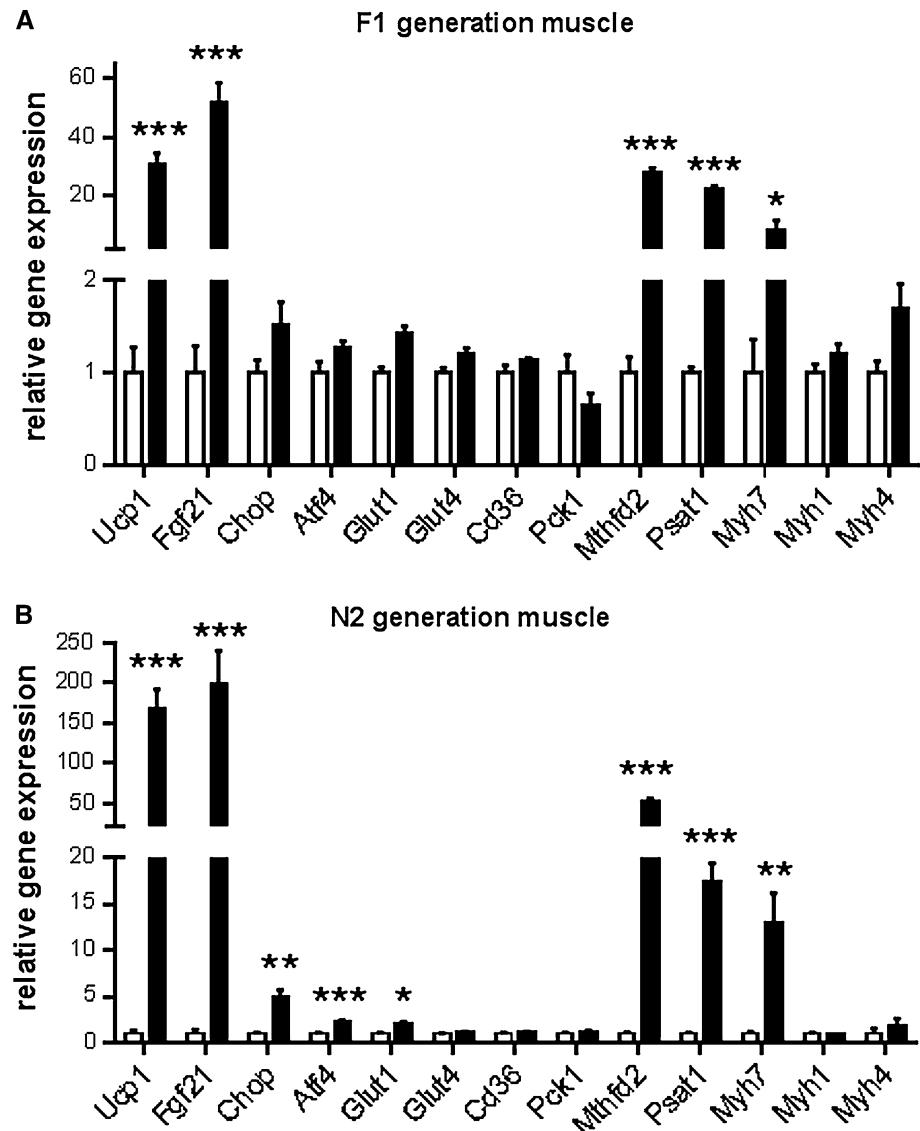 A
F1 generation muscle
relative gene expression
60
40
20
2
1
0
*** *** *** *** *
Ucp1 Fgf21 Chop Atf4 Glut1 Glut4 Cd36 Pck1 Mthfd2 Psat1 Myh7 Myh1 Myh4
B
N2 generation muscle
relative gene expression
250
200
150
100
50
20
15
10
5
0
*** *** ** *** * *** *** **
Ucp1 Fgf21 Chop Atf4 Glut1 Glut4 Cd36 Pck1 Mthfd2 Psat1 Myh7 Myh1 Myh4